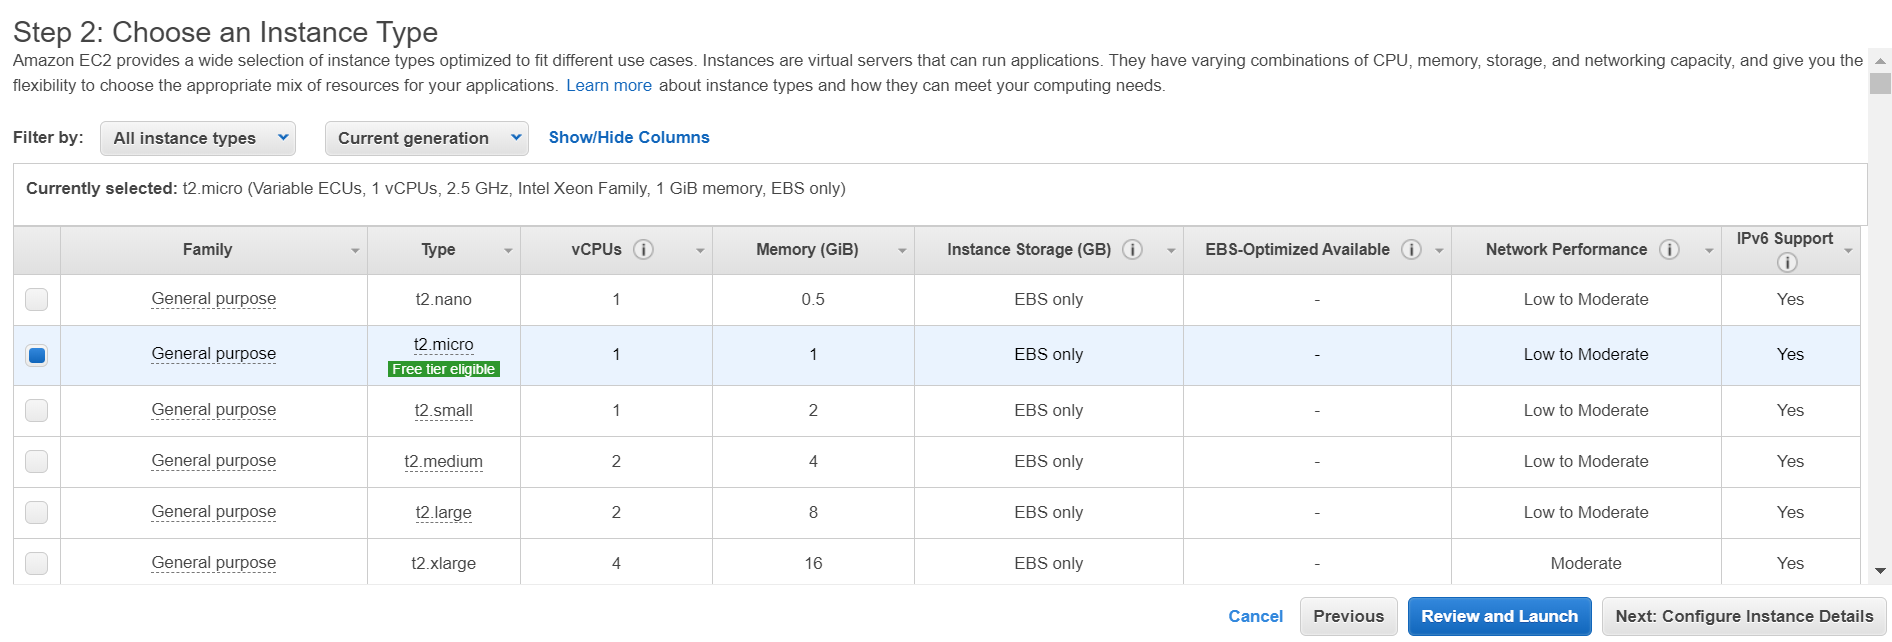 Step 2: Choose an Instance Type
Amazon EC2 provides a wide selection of instance types optimized to fit different use cases. Instances are virtual servers that can run applications. They have varying combinations of CPU, memory, storage, and networking capacity, and give you the
flexibility to choose the appropriate mix of resources for your applications. Learn more about instance types and how they can meet your computing needs.
Filter by: All instance types Current generation Show/Hide Columns
Currently selected: t2.micro (Variable ECUs, 1 vCPUs, 2.5 GHz, Intel Xeon Family, 1 GiB memory, EBS only)
Family Type vCPUs i Memory (GiB) Instance Storage (GB) i EBS-Optimized Available i Network Performance i IPv6 Support i
General purpose t2.nano 1 0.5 EBS only - Low to Moderate Yes
General purpose t2.micro 1 1 EBS only - Low to Moderate Yes
Free tier eligible
General purpose t2.small 1 2 EBS only - Low to Moderate Yes
General purpose t2.medium 2 4 EBS only - Low to Moderate Yes
General purpose t2.large 2 8 EBS only - Low to Moderate Yes
General purpose t2.xlarge 4 16 EBS only - Moderate Yes
Cancel Previous Review and Launch Next: Configure Instance Details